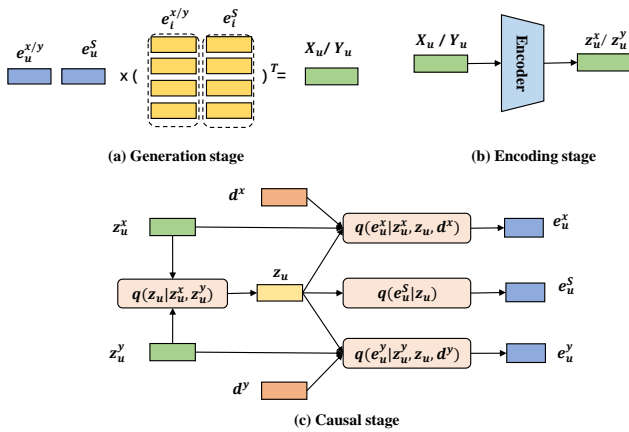 e_u^{x/y} e_u^S × ( e_i^{x/y} e_i^S )^T = X_u/ Y_u
(a) Generation stage
X_u / Y_u Encoder z_u^x/ z_u^y
(b) Encoding stage
d^x
z_u^x q(e_u^x|z_u^x, z_u, d^x) e_u^x
q(z_u|z_u^x, z_u^y) z_u q(e_u^S|z_u) e_u^S
z_u^y q(e_u^y|z_u^y, z_u, d^y) e_u^y
d^y
(c) Causal stage